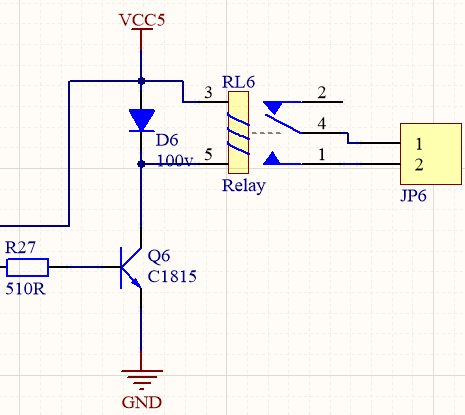 VCC5
RL6
3
2
D6
100v
4
5
1
1
2
Relay
JP6
R27
510R
Q6
C1815
GND